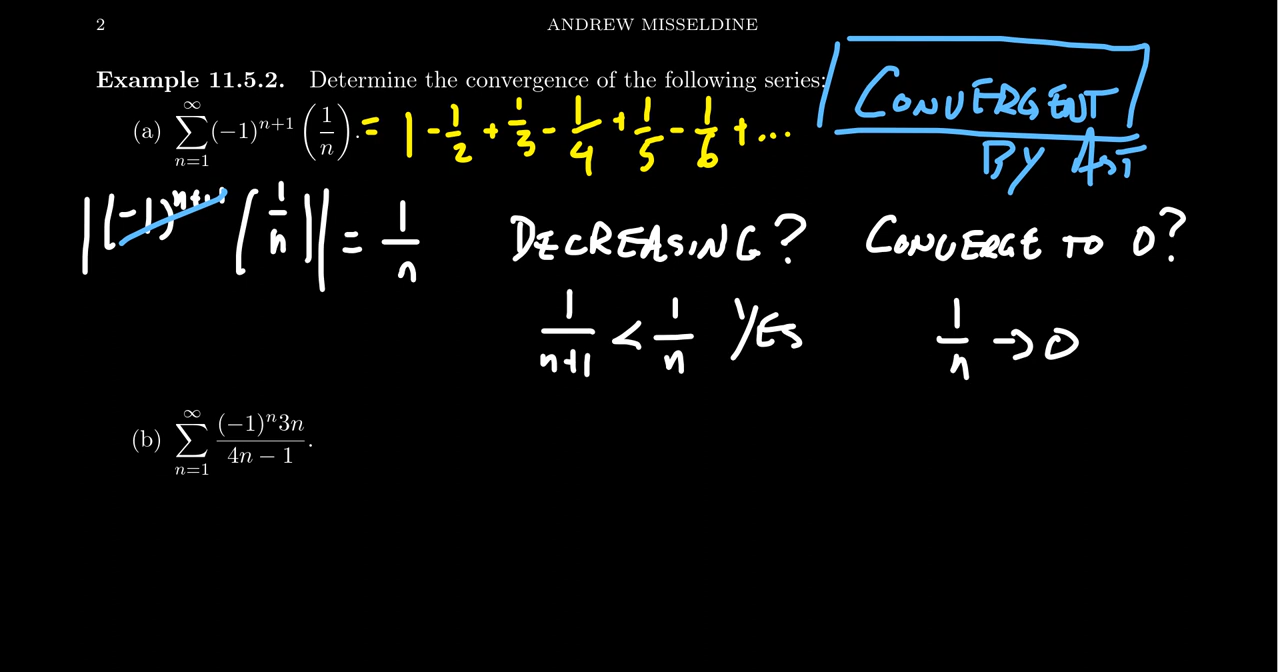 2 ANDREW MISSELDINE
Example 11.5.2. Determine the convergence of the following series:
(a) ∑_{n=1}^{∞} (−1)^{n+1} (1/n). = 1 - 1/2 + 1/3 - 1/4 + 1/5 - 1/6 + ...
CONVERGENT
BY AST
|(-1)^{n+1} (1/n)| = 1/n DECREASING? CONVERGE TO 0?
1/(n+1) < 1/n YES 1/n → 0
(b) ∑_{n=1}^{∞} (−1)^n 3n / (4n − 1).